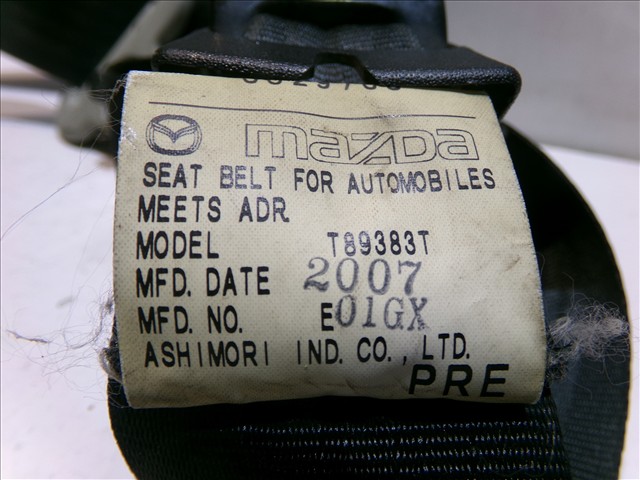 mazda
SEAT BELT FOR AUTOMOBILES
MEETS ADR
MODEL T89383T
MFD. DATE 2007
MFD. NO. E01GX
ASHIMORI IND. CO., LTD.
PRE